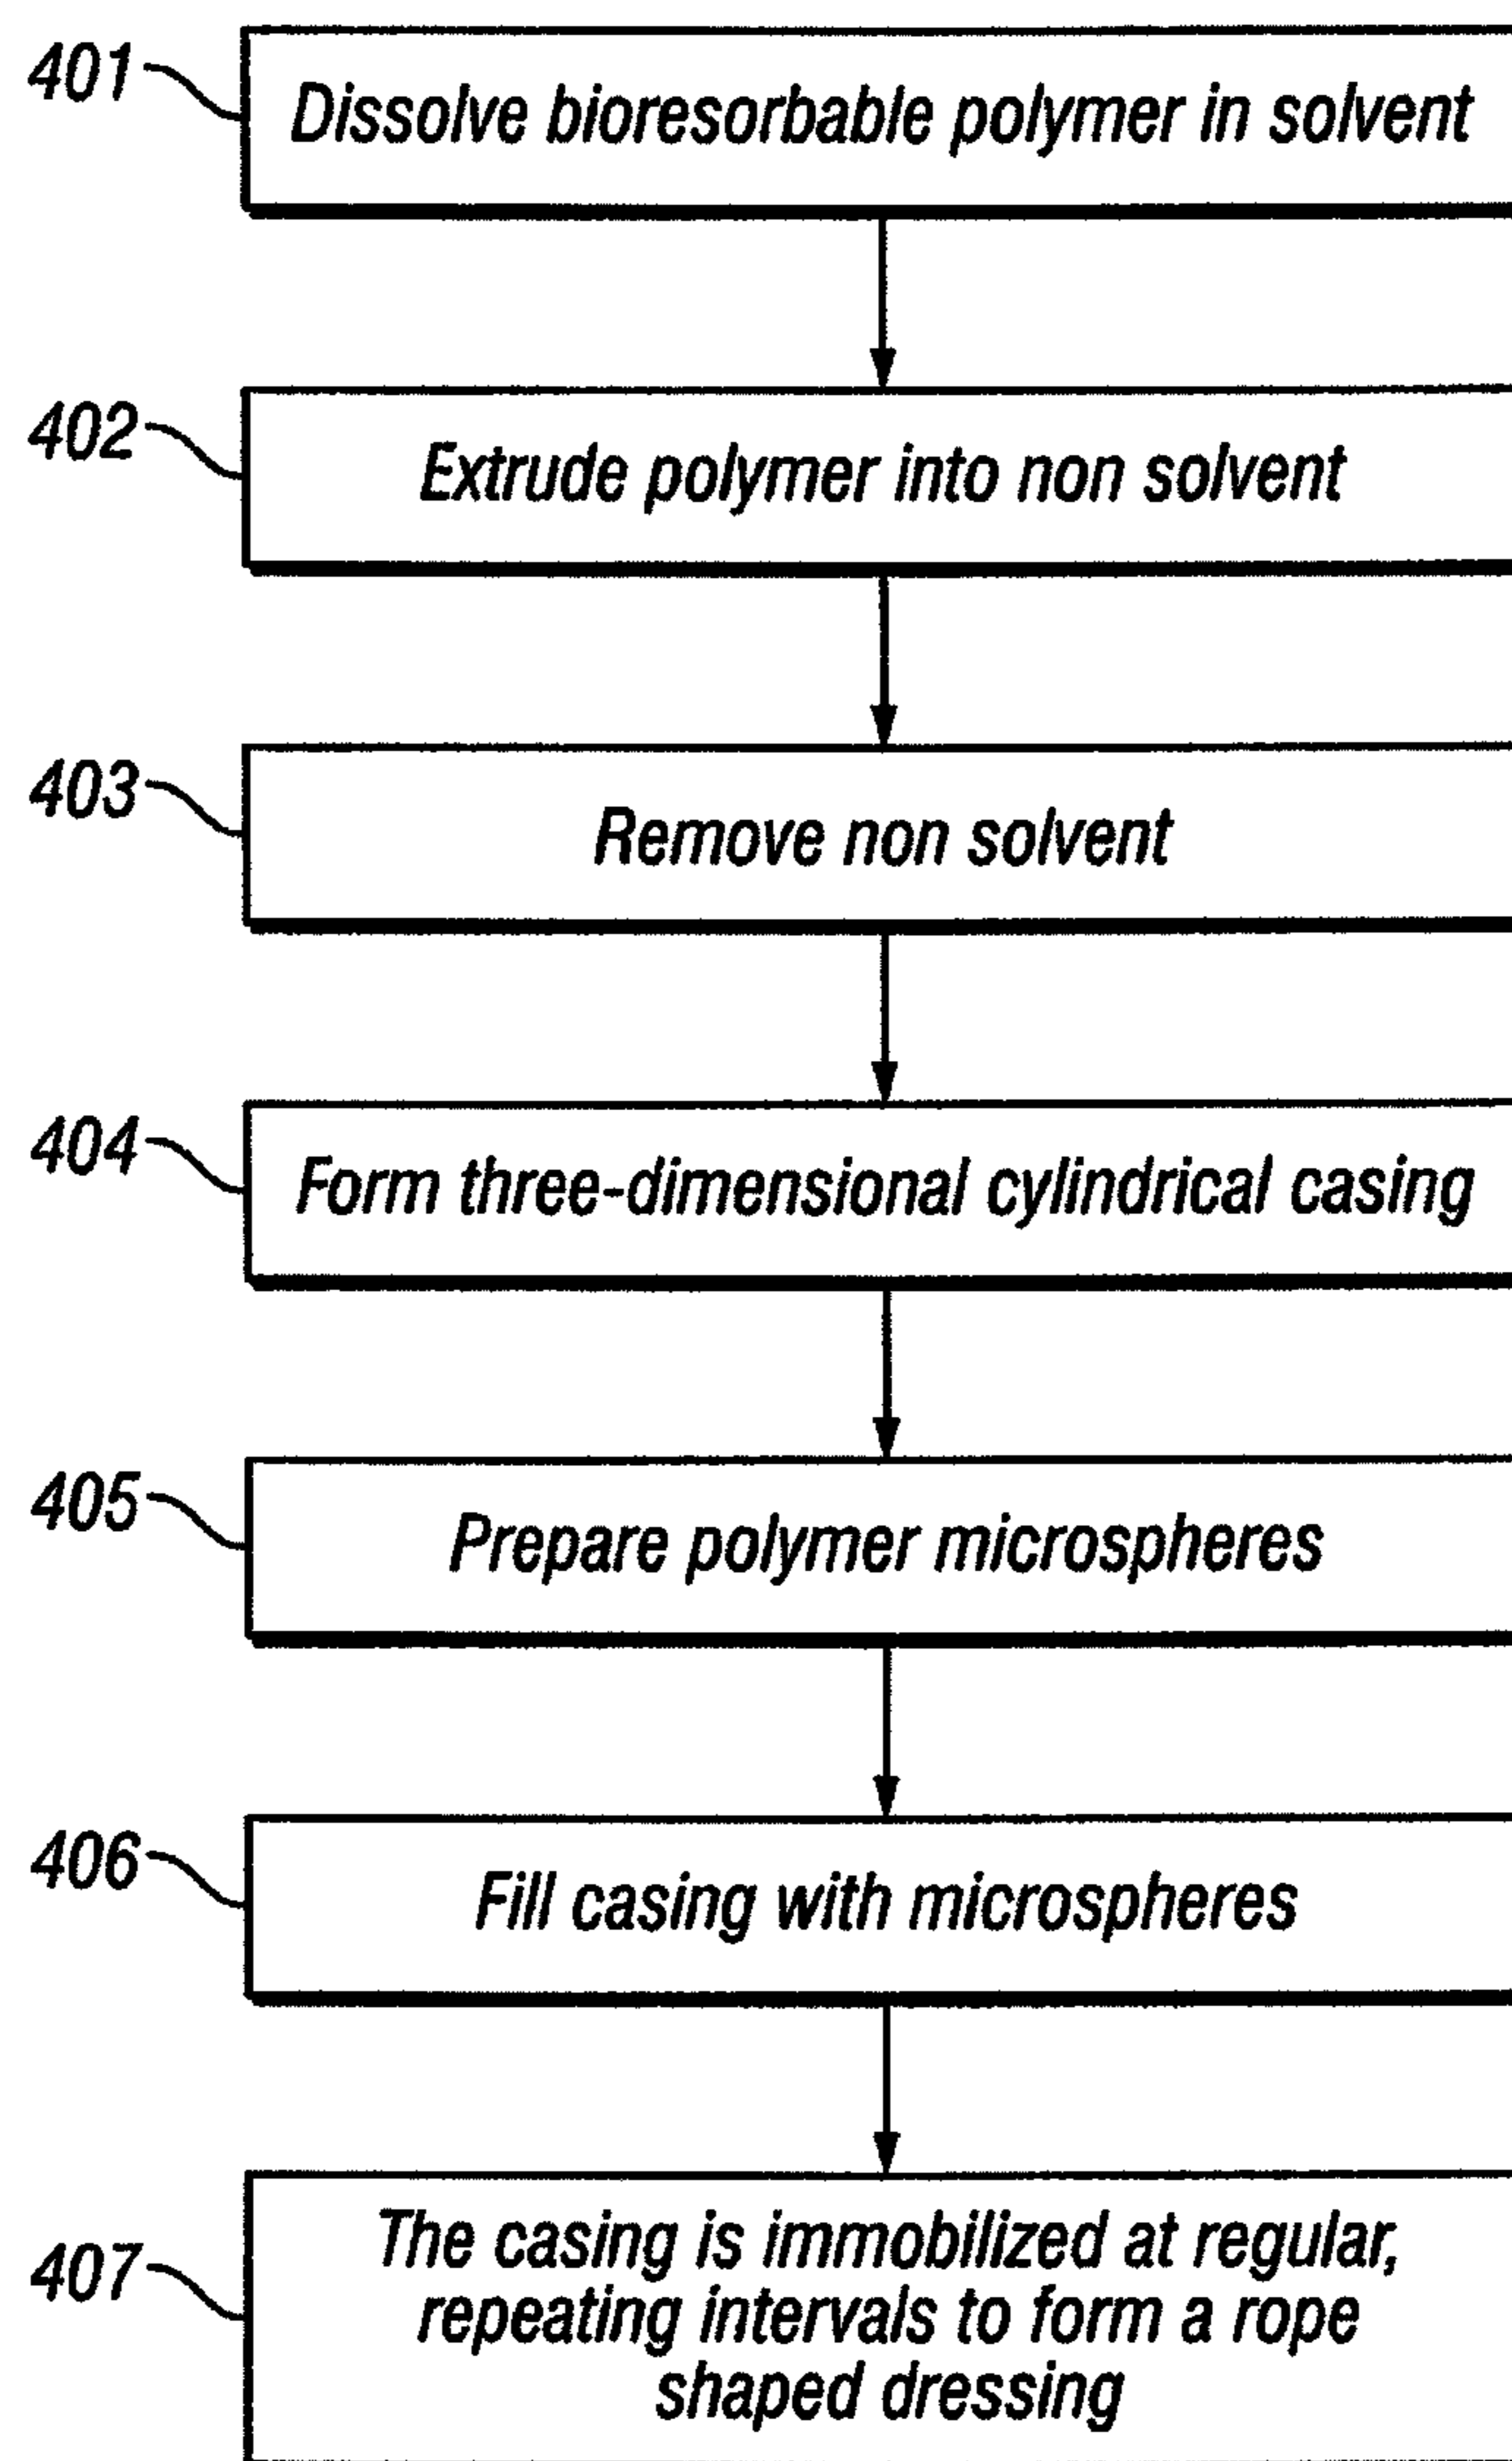 401
Dissolve bioresorbable polymer in solvent
402
Extrude polymer into non solvent
403
Remove non solvent
404
Form three-dimensional cylindrical casing
405
Prepare polymer microspheres
406
Fill casing with microspheres
407
The casing is immobilized at regular,
repeating intervals to form a rope
shaped dressing